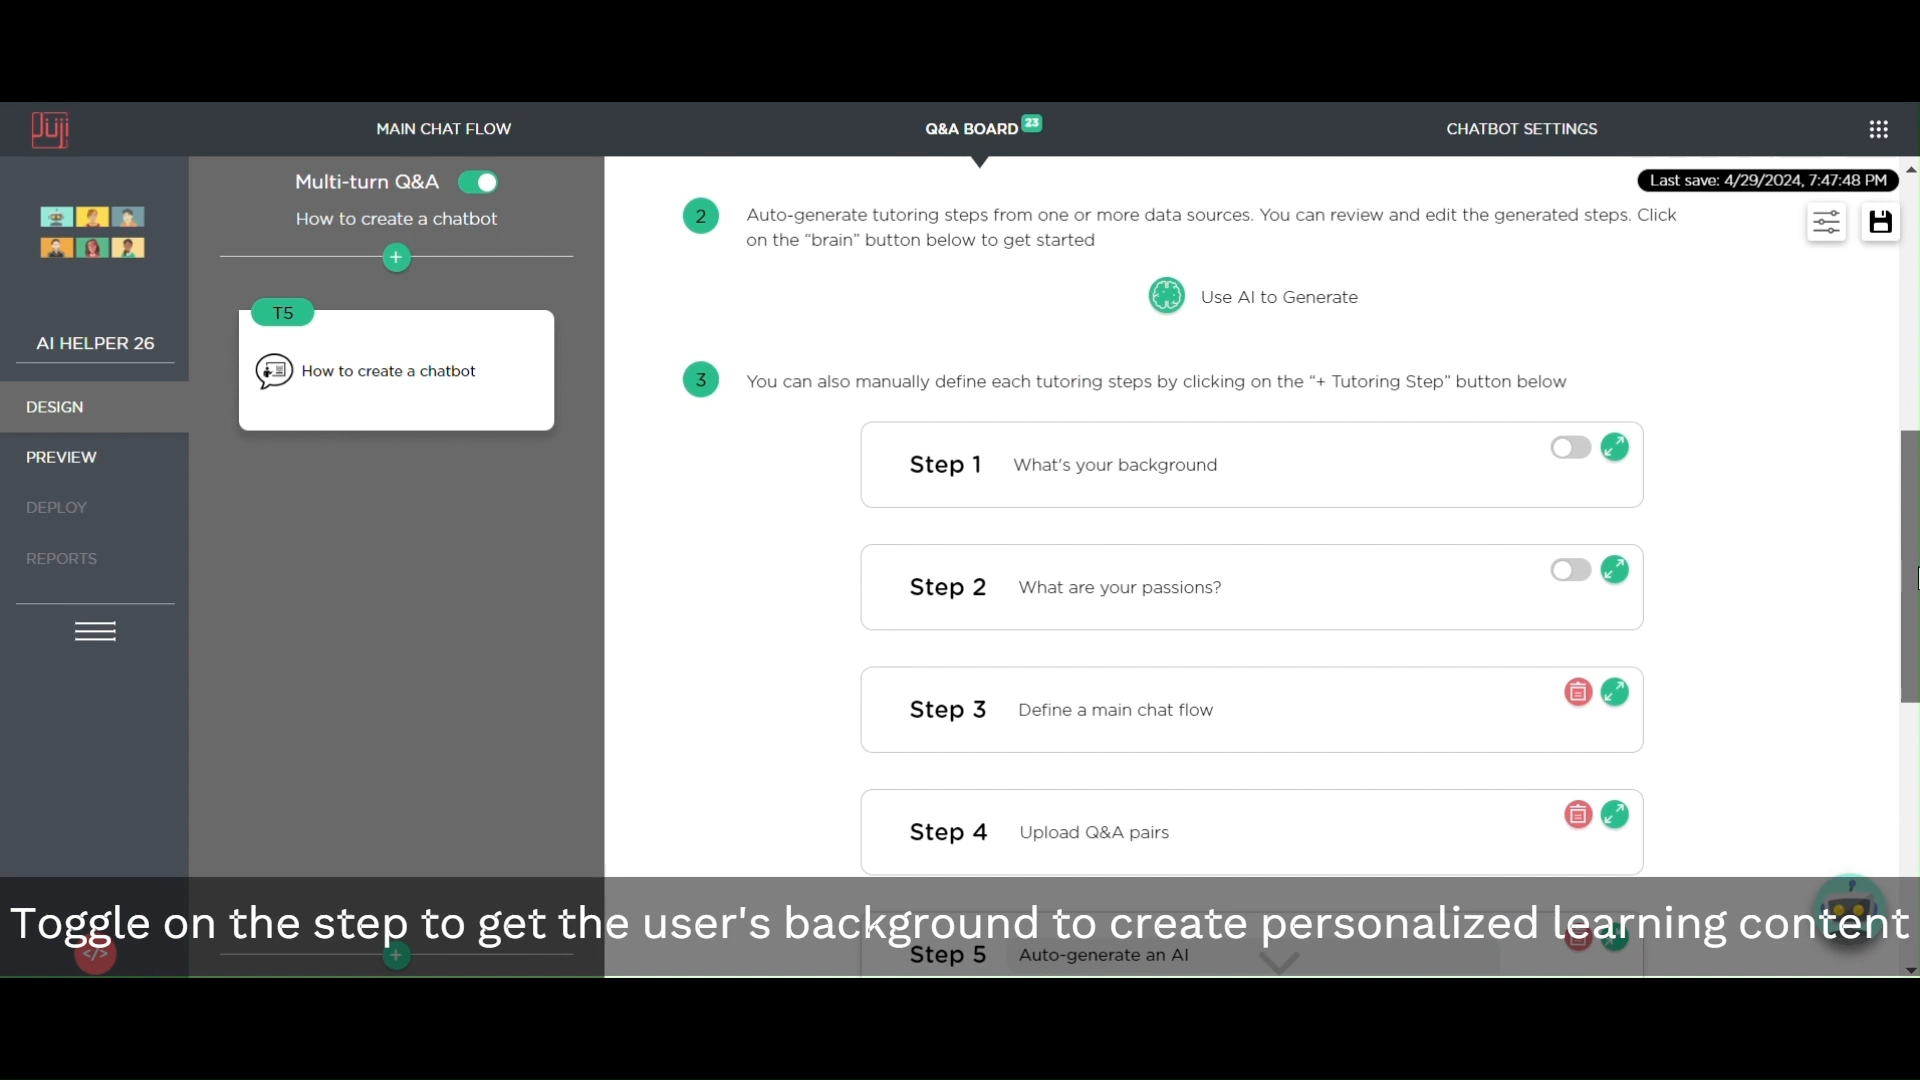 Juji
MAIN CHAT FLOW
Q&A BOARD 23
CHATBOT SETTINGS
Multi-turn Q&A
How to create a chatbot
+
T5
How to create a chatbot
+
AI HELPER 26
DESIGN
PREVIEW
DEPLOY
REPORTS
</>
Last save: 4/29/2024, 7:47:48 PM
2 Auto-generate tutoring steps from one or more data sources. You can review and edit the generated steps. Click
on the “brain” button below to get started
Use AI to Generate
3 You can also manually define each tutoring steps by clicking on the “+ Tutoring Step” button below
Step 1 What's your background
Step 2 What are your passions?
Step 3 Define a main chat flow
Step 4 Upload Q&A pairs
Step 5 Auto-generate an AI
Toggle on the step to get the user's background to create personalized learning content